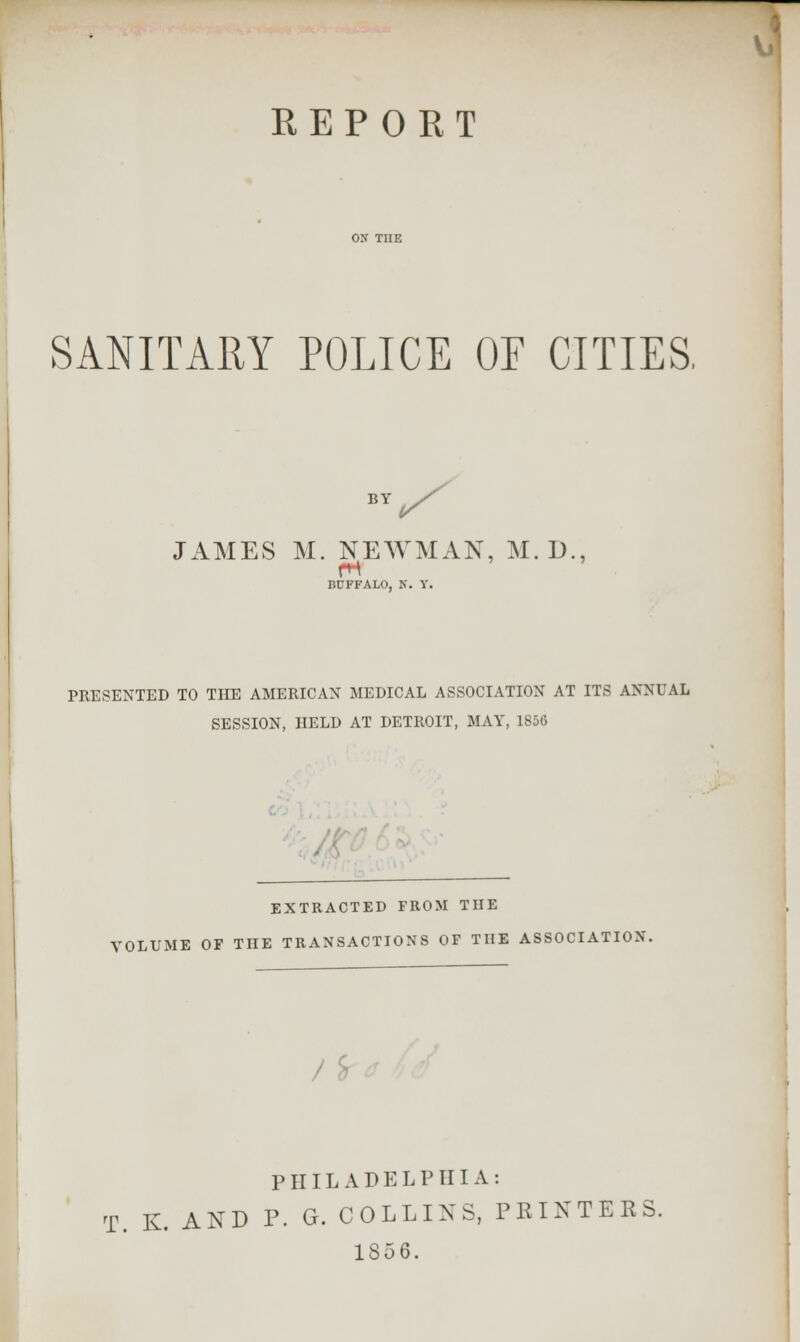 REPORT
ON THE
SANITARY POLICE OF CITIES.
BY
JAMES M. NEWMAN, M. D.,
BUFFALO, N. Y.
PRESENTED TO THE AMERICAN MEDICAL ASSOCIATION AT ITS ANNUAL
SESSION, HELD AT DETROIT, MAY, 1856
EXTRACTED FROM THE
VOLUME OF THE TRANSACTIONS OF THE ASSOCIATION.
PHILADELPHIA:
T. K. AND P. G. COLLINS, PRINTERS.
1856.